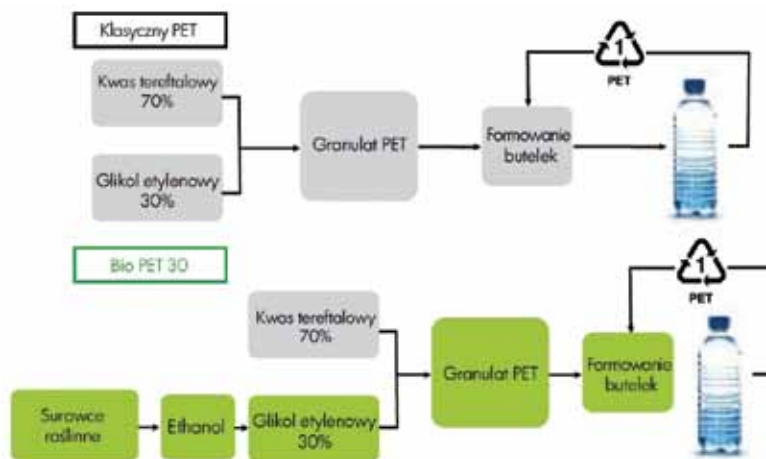 Klasyczny PET
Kwas tereftalowy
70%
Glikol etylenowy
30%
Granulat PET
Formowanie
butelek
1
PET
Bio PET 30
Kwas tereftalowy
70%
Surowce
roślinne
Ethanol
Glikol etylenowy
30%
Granulat PET
Formowanie
butelek
1
PET